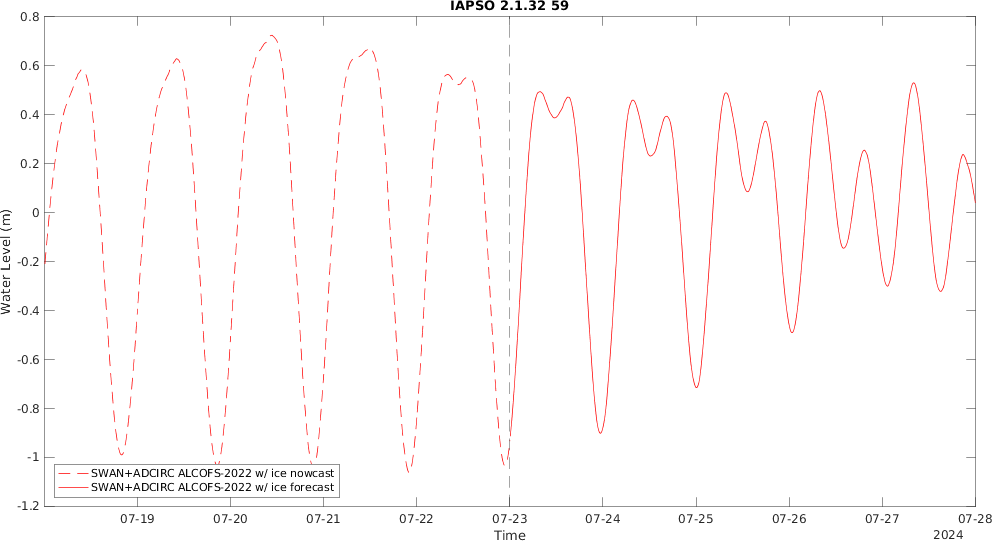 IAPSO 2.1.32 59
Water Level (m)
0.8
0.6
0.4
0.2
0
-0.2
-0.4
-0.6
-0.8
-1
-1.2
SWAN+ADCIRC ALCOFS-2022 w/ ice nowcast
SWAN+ADCIRC ALCOFS-2022 w/ ice forecast
07-19 07-20 07-21 07-22 07-23 07-24 07-25 07-26 07-27 07-28
Time
2024